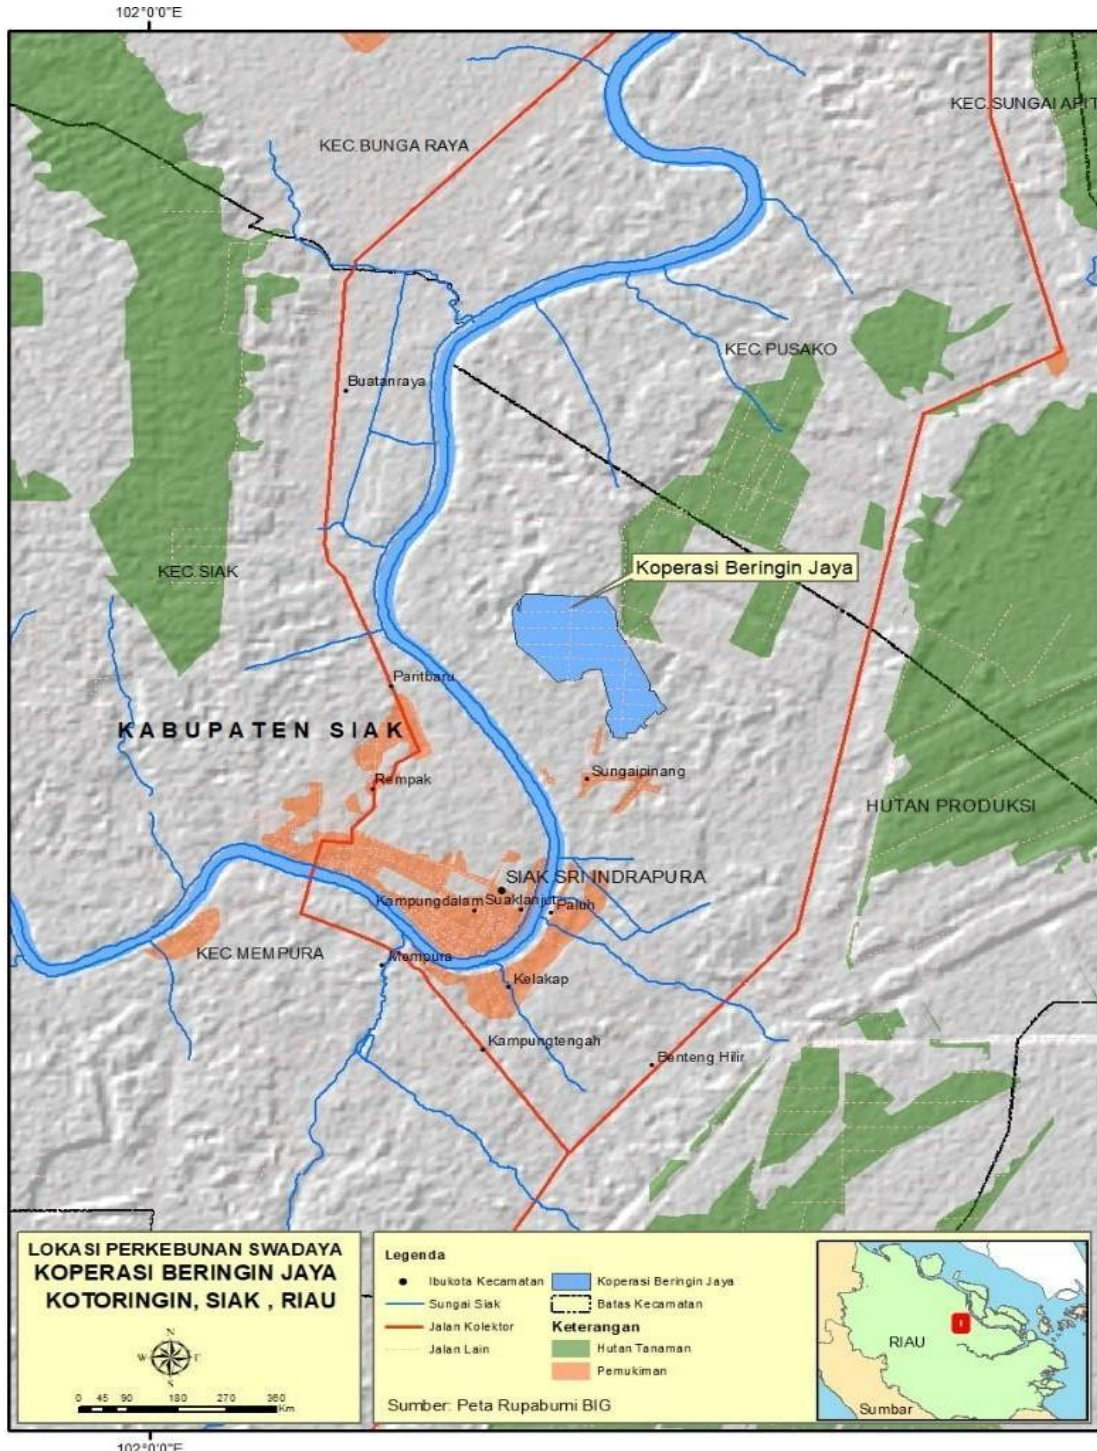 102°0'0"E
KEC.SUNGAI APIT
KEC.BUNGA RAYA
KEC.PUSAKO
Buatanraya
Koperasi Beringin Jaya
KEC.SIAK
Pantbaru
KABUPATEN SIAK
Rempak
Sungaipinang
HUTAN PRODUKSI
SIAK SRI INDRAPURA
Kampungdalam
Suaklanjut
Paluh
KEC.MEMPURA
Mempura
Kelakap
Kampungtengah
Benteng Hilir
LOKASI PERKEBUNAN SWADAYA
KOPERASI BERINGIN JAYA
KOTORINGIN, SIAK , RIAU
N
W E
S
0 45 90 180 270 360
Km
Legenda
Ibukota Kecamatan
Sungai Siak
Jalan Kolektor
Jalan Lain
Koperasi Beringin Jaya
Batas Kecamatan
Keterangan
Hutan Tanaman
Pemukiman
Sumber: Peta Rupabumi BIG
RIAU
Sumbar
102°0'0"E